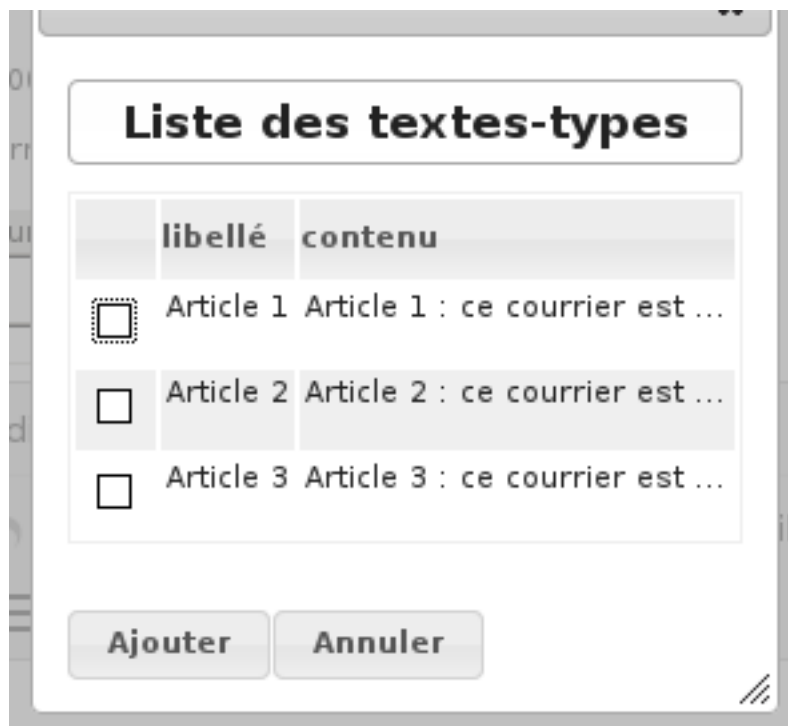 Liste des textes-types
libellé contenu
Article 1 Article 1 : ce courrier est ...
Article 2 Article 2 : ce courrier est ...
Article 3 Article 3 : ce courrier est ...
Ajouter Annuler